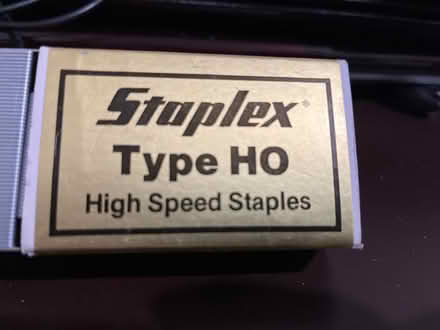 Staplex®
Type HO
High Speed Staples